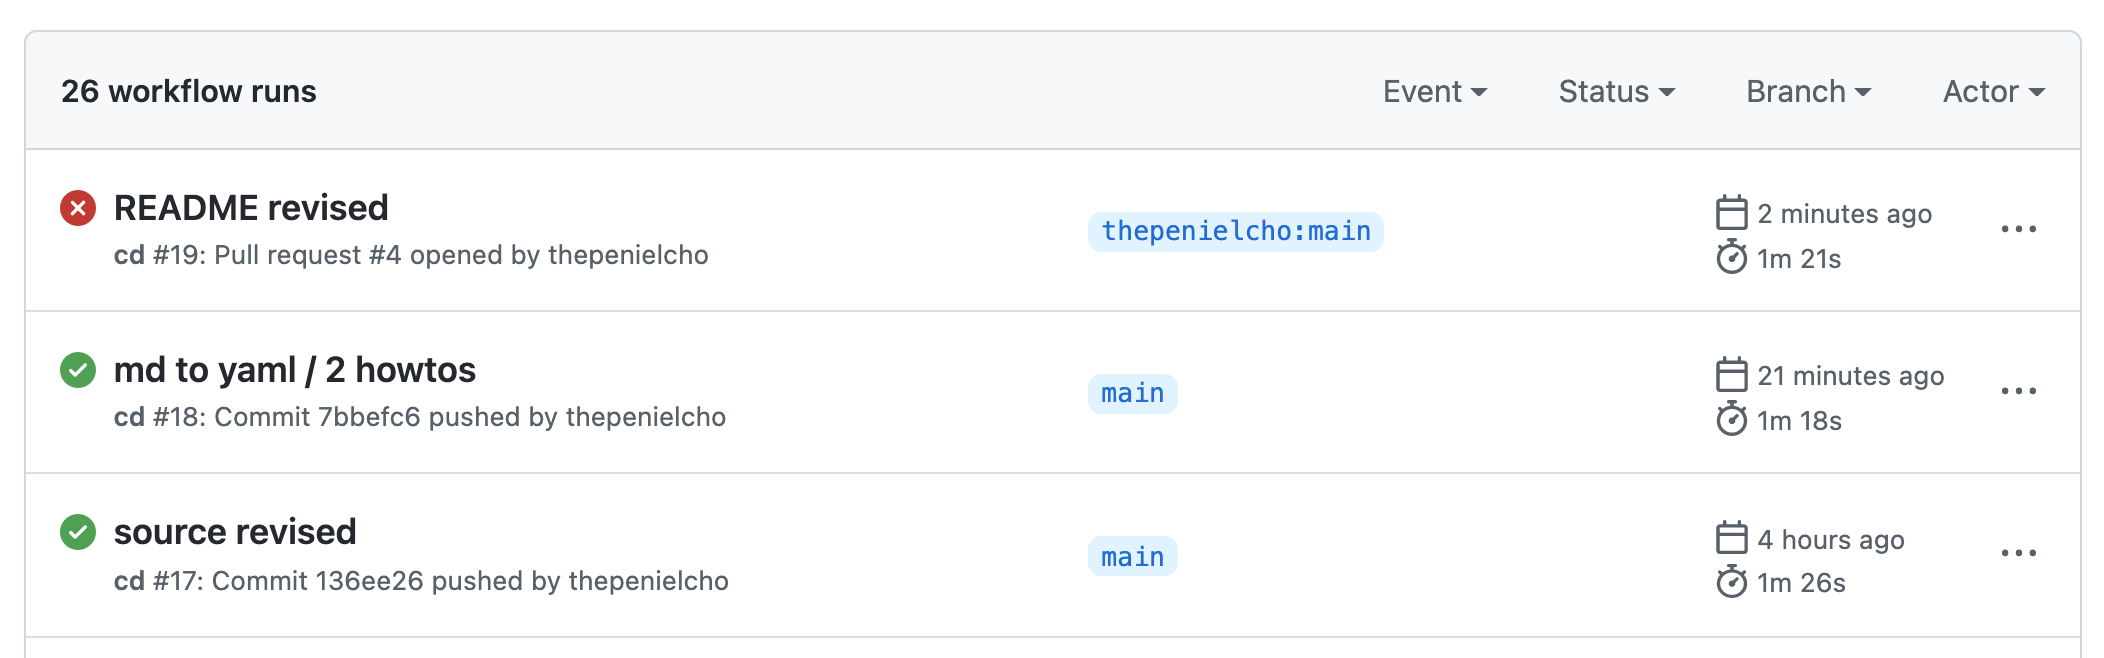 26 workflow runs
Event Status Branch Actor
README revised
cd #19: Pull request #4 opened by thepenielcho
thepenielcho:main
2 minutes ago
1m 21s
md to yaml / 2 howtos
cd #18: Commit 7bbefc6 pushed by thepenielcho
main
21 minutes ago
1m 18s
source revised
cd #17: Commit 136ee26 pushed by thepenielcho
main
4 hours ago
1m 26s